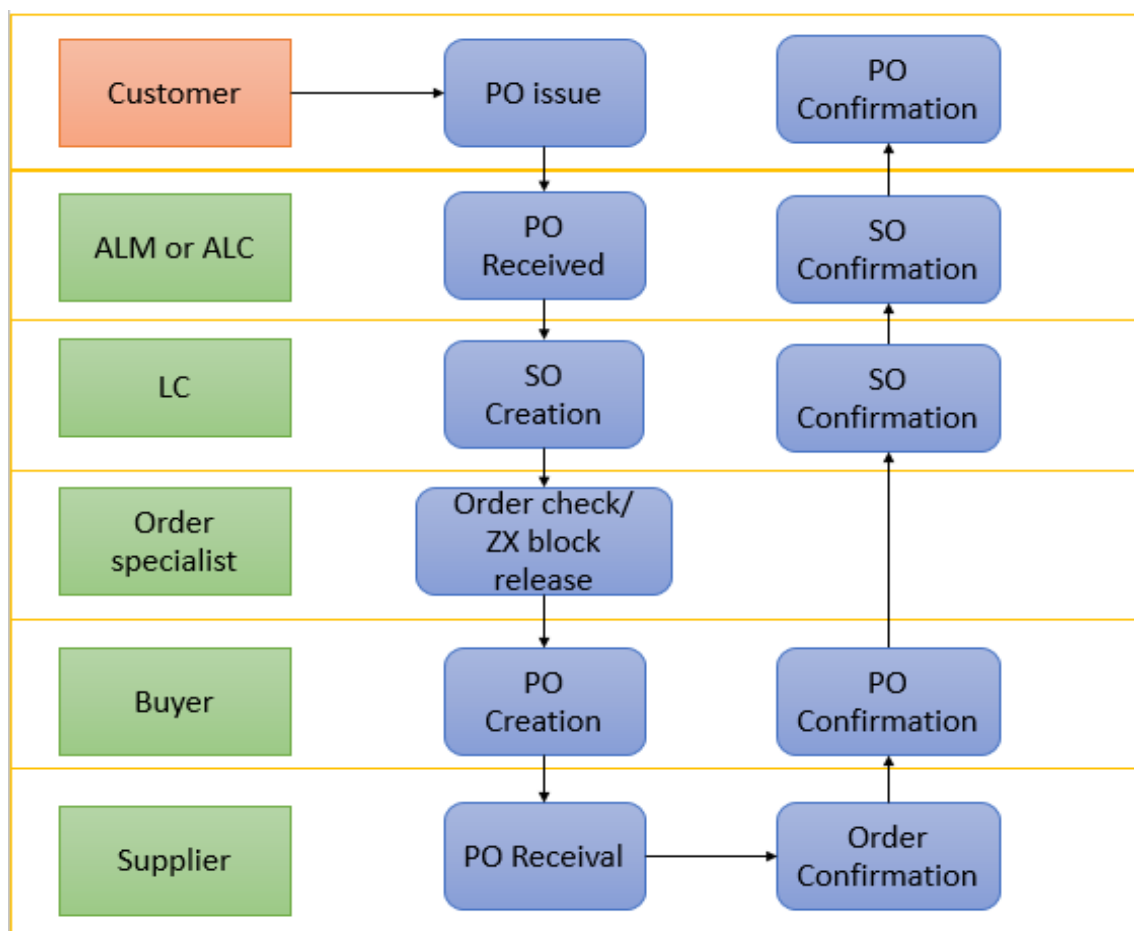 Customer
PO issue
PO
Confirmation
ALM or ALC
PO
Received
SO
Confirmation
LC
SO
Creation
SO
Confirmation
Order
specialist
Order check/
ZX block
release
Buyer
PO
Creation
PO
Confirmation
Supplier
PO Receival
Order
Confirmation